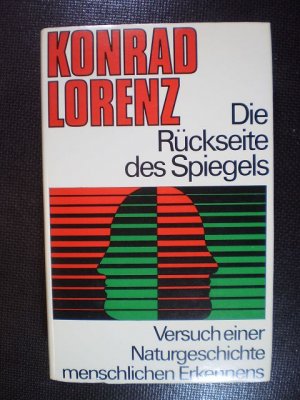 KONRAD
LORENZ
Die
Rückseite
des Spiegels
Versuch einer
Naturgeschichte
menschlichen Erkennens